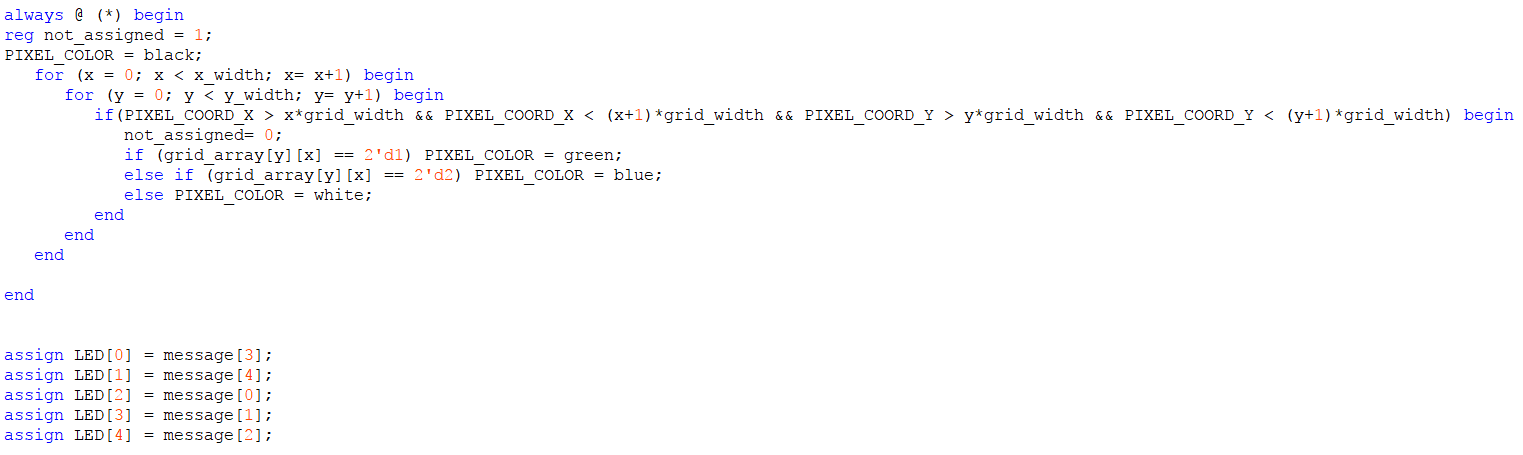 always @ (*) begin
reg not_assigned = 1;
PIXEL_COLOR = black;
for (x = 0; x < x_width; x= x+1) begin
for (y = 0; y < y_width; y= y+1) begin
if(PIXEL_COORD_X > x*grid_width && PIXEL_COORD_X < (x+1)*grid_width && PIXEL_COORD_Y > y*grid_width && PIXEL_COORD_Y < (y+1)*grid_width) begin
not_assigned= 0;
if (grid_array[y][x] == 2'd1) PIXEL_COLOR = green;
else if (grid_array[y][x] == 2'd2) PIXEL_COLOR = blue;
else PIXEL_COLOR = white;
end
end
end
end
assign LED[0] = message[3];
assign LED[1] = message[4];
assign LED[2] = message[0];
assign LED[3] = message[1];
assign LED[4] = message[2];